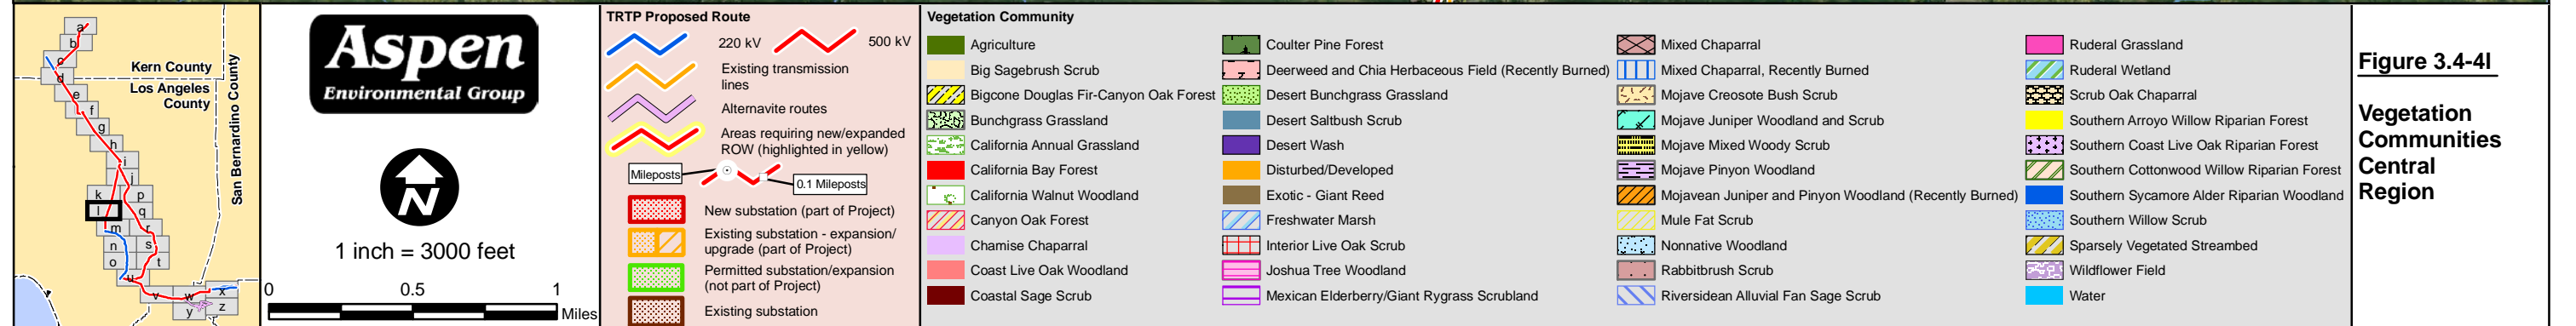 a
b
c
d
e
f
g
h
i
j
k
p
l
q
m
r
n
s
o
t
u
v
w
x
y
z
Kern County
Los Angeles
County
San Bernardino County
Aspen
Environmental Group
N
1 inch = 3000 feet
0 0.5 1
Miles
TRTP Proposed Route
220 kV
500 kV
Existing transmission
lines
Alternavite routes
Areas requiring new/expanded
ROW (highlighted in yellow)
Mileposts
0.1 Mileposts
New substation (part of Project)
Existing substation - expansion/
upgrade (part of Project)
Permitted substation/expansion
(not part of Project)
Existing substation
Vegetation Community
Agriculture
Big Sagebrush Scrub
Bigcone Douglas Fir-Canyon Oak Forest
Bunchgrass Grassland
California Annual Grassland
California Bay Forest
California Walnut Woodland
Canyon Oak Forest
Chamise Chaparral
Coast Live Oak Woodland
Coastal Sage Scrub
Coulter Pine Forest
Deerweed and Chia Herbaceous Field (Recently Burned)
Desert Bunchgrass Grassland
Desert Saltbush Scrub
Desert Wash
Disturbed/Developed
Exotic - Giant Reed
Freshwater Marsh
Interior Live Oak Scrub
Joshua Tree Woodland
Mexican Elderberry/Giant Rygrass Scrubland
Mixed Chaparral
Mixed Chaparral, Recently Burned
Mojave Creosote Bush Scrub
Mojave Juniper Woodland and Scrub
Mojave Mixed Woody Scrub
Mojave Pinyon Woodland
Mojavean Juniper and Pinyon Woodland (Recently Burned)
Mule Fat Scrub
Nonnative Woodland
Rabbitbrush Scrub
Riversidean Alluvial Fan Sage Scrub
Ruderal Grassland
Ruderal Wetland
Scrub Oak Chaparral
Southern Arroyo Willow Riparian Forest
Southern Coast Live Oak Riparian Forest
Southern Cottonwood Willow Riparian Forest
Southern Sycamore Alder Riparian Woodland
Southern Willow Scrub
Sparsely Vegetated Streambed
Wildflower Field
Water
Figure 3.4-4l
Vegetation
Communities
Central
Region